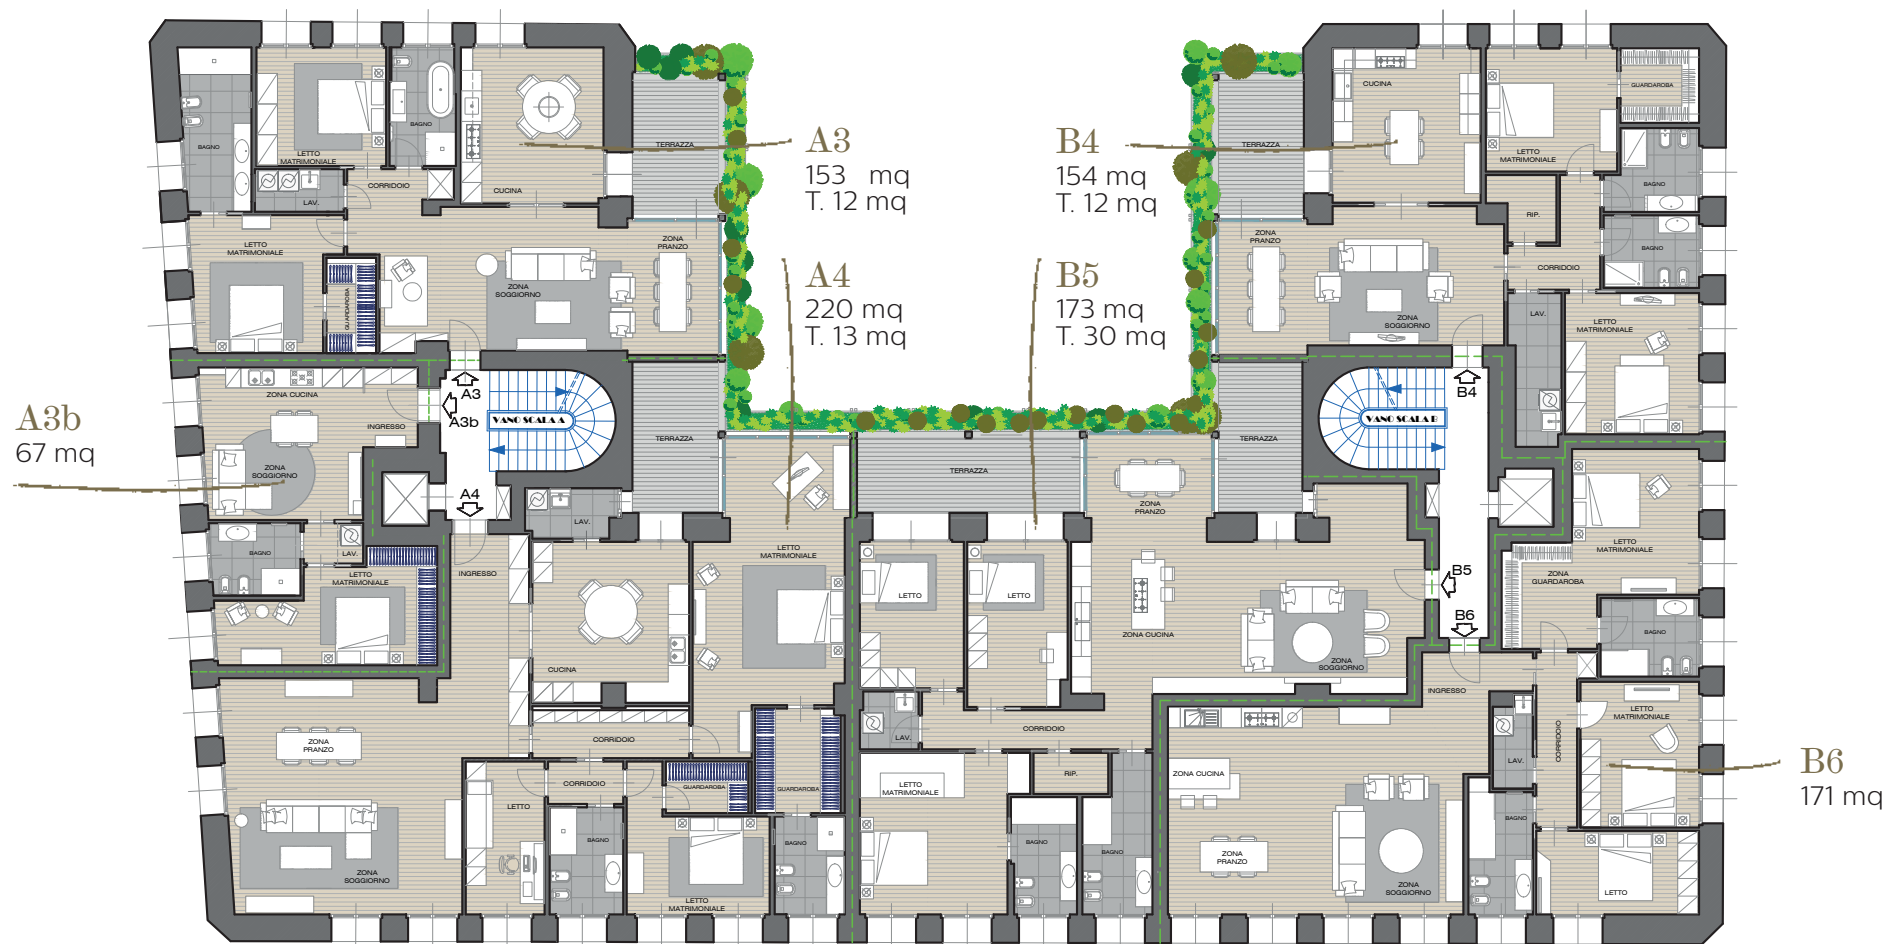 A3
153 mq
T. 12 mq
B4
154 mq
T. 12 mq
A4
220 mq
T. 13 mq
B5
173 mq
T. 30 mq
A3b
67 mq
B6
171 mq
BAGNO
LETTO
MATRIMONIALE
BAGNO
CUCINA
TERRAZZA
LAV.
CORRIDOIO
LETTO
MATRIMONIALE
GUARDAROBA
ZONA
SOGGIORNO
ZONA
PRANZO
A3
A3b
VANO SCALA A
A4
ZONA CUCINA
INGRESSO
ZONA
SOGGIORNO
BAGNO
LAV.
LETTO
MATRIMONIALE
TERRAZZA
LAV.
INGRESSO
CUCINA
LETTO
MATRIMONIALE
ZONA
PRANZO
CORRIDOIO
ZONA
SOGGIORNO
LETTO
CORRIDOIO
BAGNO
GUARDAROBA
LETTO
MATRIMONIALE
GUARDAROBA
BAGNO
TERRAZZA
LETTO
LETTO
ZONA
PRANZO
ZONA CUCINA
ZONA
SOGGIORNO
LAV.
CORRIDOIO
LETTO
MATRIMONIALE
RIP.
BAGNO
BAGNO
TERRAZZA
TERRAZZA
CUCINA
LETTO
MATRIMONIALE
GUARDAROBA
BAGNO
RIP.
BAGNO
ZONA
PRANZO
CORRIDOIO
ZONA
SOGGIORNO
LAV.
LETTO
MATRIMONIALE
B4
VANO SCALA B
B5
B6
LETTO
MATRIMONIALE
ZONA
GUARDAROBA
BAGNO
INGRESSO
LETTO
MATRIMONIALE
CORRIDOIO
LAV.
ZONA CUCINA
ZONA
PRANZO
ZONA
SOGGIORNO
BAGNO
LETTO